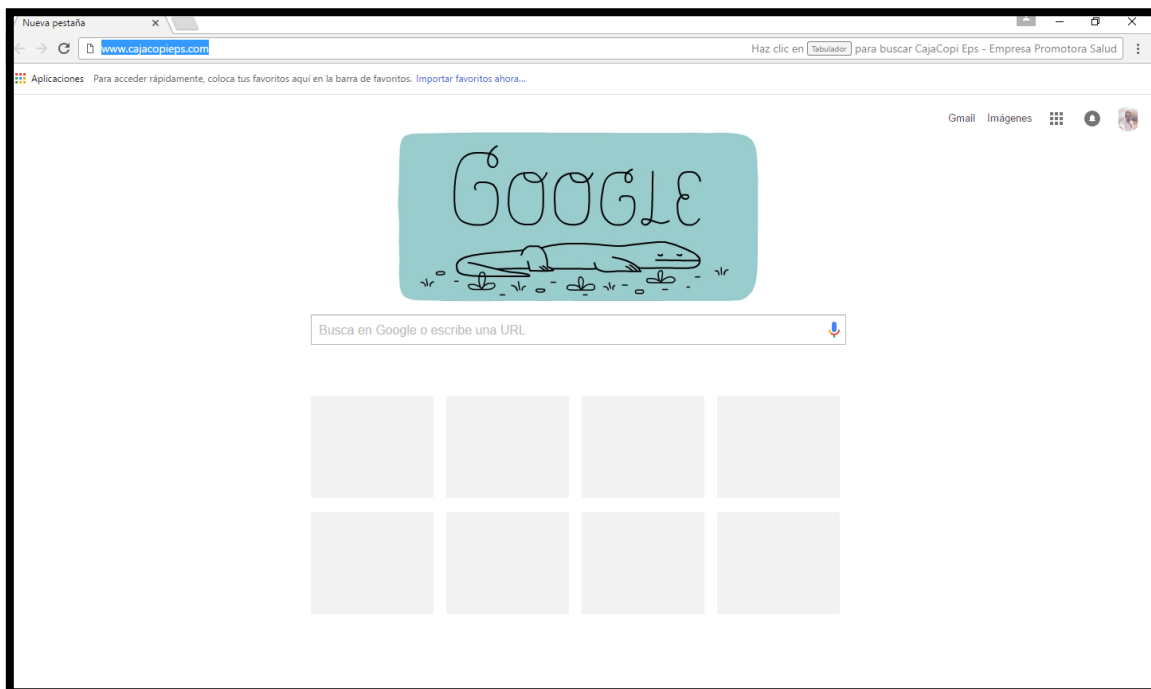 Nueva pestaña
www.cajacopieps.com Haz clic en Tabulador para buscar CajaCopi Eps - Empresa Promotora Salud
Aplicaciones Para acceder rápidamente, coloca tus favoritos aquí en la barra de favoritos. Importar favoritos ahora...
Gmail Imágenes
GOOGLE
Busca en Google o escribe una URL